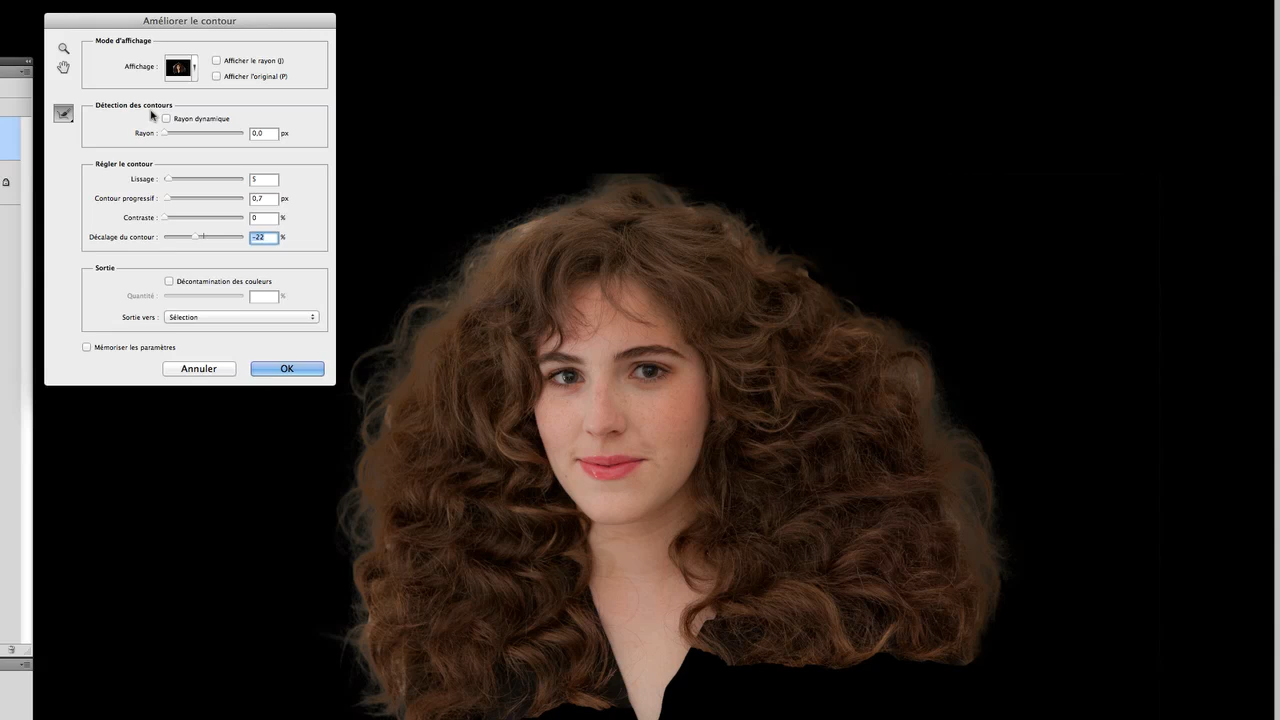 Améliorer le contour
Mode d'affichage
Affichage :
Afficher le rayon (J)
Afficher l'original (P)
Détection des contours
Rayon dynamique
Rayon : 0,0 px
Régler le contour
Lissage : 5
Contour progressif : 0,7 px
Contraste : 0 %
Décalage du contour : -22 %
Sortie
Décontamination des couleurs
Quantité : %
Sortie vers : Sélection
Mémoriser les paramètres
Annuler OK